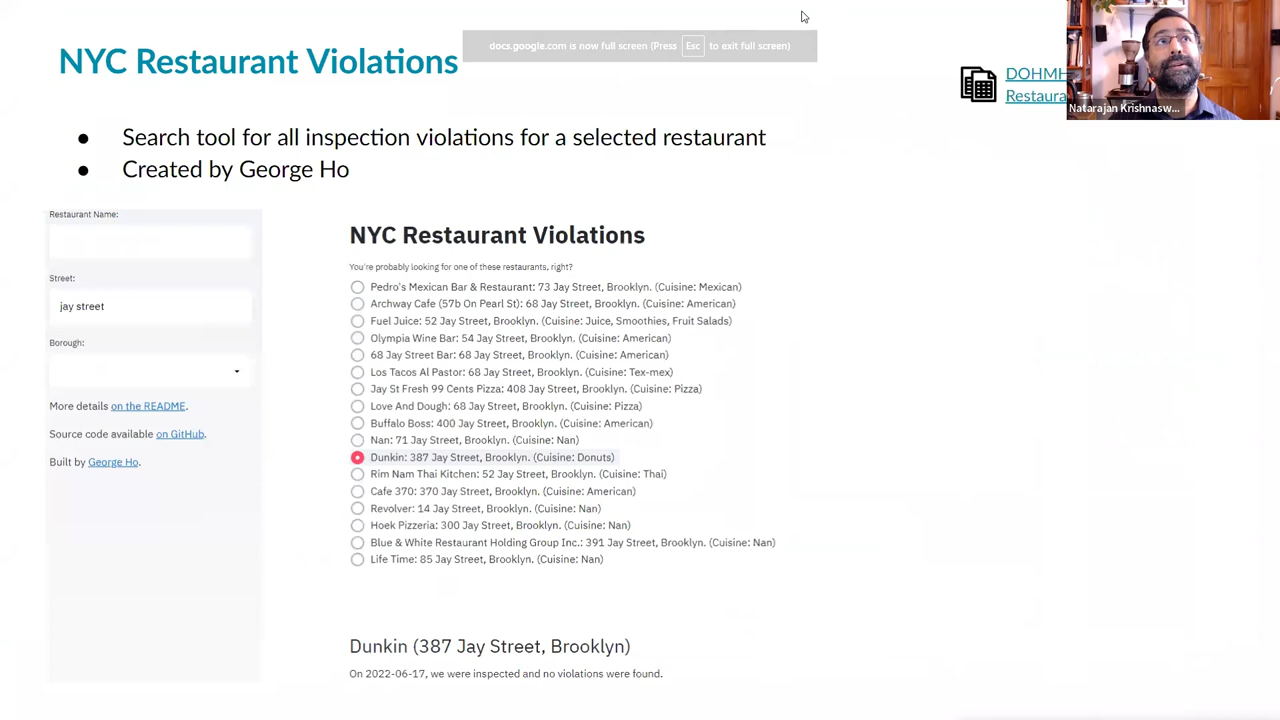 docs.google.com is now full screen (Press Esc to exit full screen)
NYC Restaurant Violations
DOHMH
Restaura
Natarajan Krishnasw...
● Search tool for all inspection violations for a selected restaurant
● Created by George Ho
Restaurant Name:
Street:
jay street
Borough:
More details on the README.
Source code available on GitHub.
Built by George Ho.
NYC Restaurant Violations
You're probably looking for one of these restaurants, right?
Pedro's Mexican Bar & Restaurant: 73 Jay Street, Brooklyn. (Cuisine: Mexican)
Archway Cafe (57b On Pearl St): 68 Jay Street, Brooklyn. (Cuisine: American)
Fuel Juice: 52 Jay Street, Brooklyn. (Cuisine: Juice, Smoothies, Fruit Salads)
Olympia Wine Bar: 54 Jay Street, Brooklyn. (Cuisine: American)
68 Jay Street Bar: 68 Jay Street, Brooklyn. (Cuisine: American)
Los Tacos Al Pastor: 68 Jay Street, Brooklyn. (Cuisine: Tex-mex)
Jay St Fresh 99 Cents Pizza: 408 Jay Street, Brooklyn. (Cuisine: Pizza)
Love And Dough: 68 Jay Street, Brooklyn. (Cuisine: Pizza)
Buffalo Boss: 400 Jay Street, Brooklyn. (Cuisine: American)
Nan: 71 Jay Street, Brooklyn. (Cuisine: Nan)
Dunkin: 387 Jay Street, Brooklyn. (Cuisine: Donuts)
Rim Nam Thai Kitchen: 52 Jay Street, Brooklyn. (Cuisine: Thai)
Cafe 370: 370 Jay Street, Brooklyn. (Cuisine: American)
Revolver: 14 Jay Street, Brooklyn. (Cuisine: Nan)
Hoek Pizzeria: 300 Jay Street, Brooklyn. (Cuisine: Nan)
Blue & White Restaurant Holding Group Inc.: 391 Jay Street, Brooklyn. (Cuisine: Nan)
Life Time: 85 Jay Street, Brooklyn. (Cuisine: Nan)
Dunkin (387 Jay Street, Brooklyn)
On 2022-06-17, we were inspected and no violations were found.